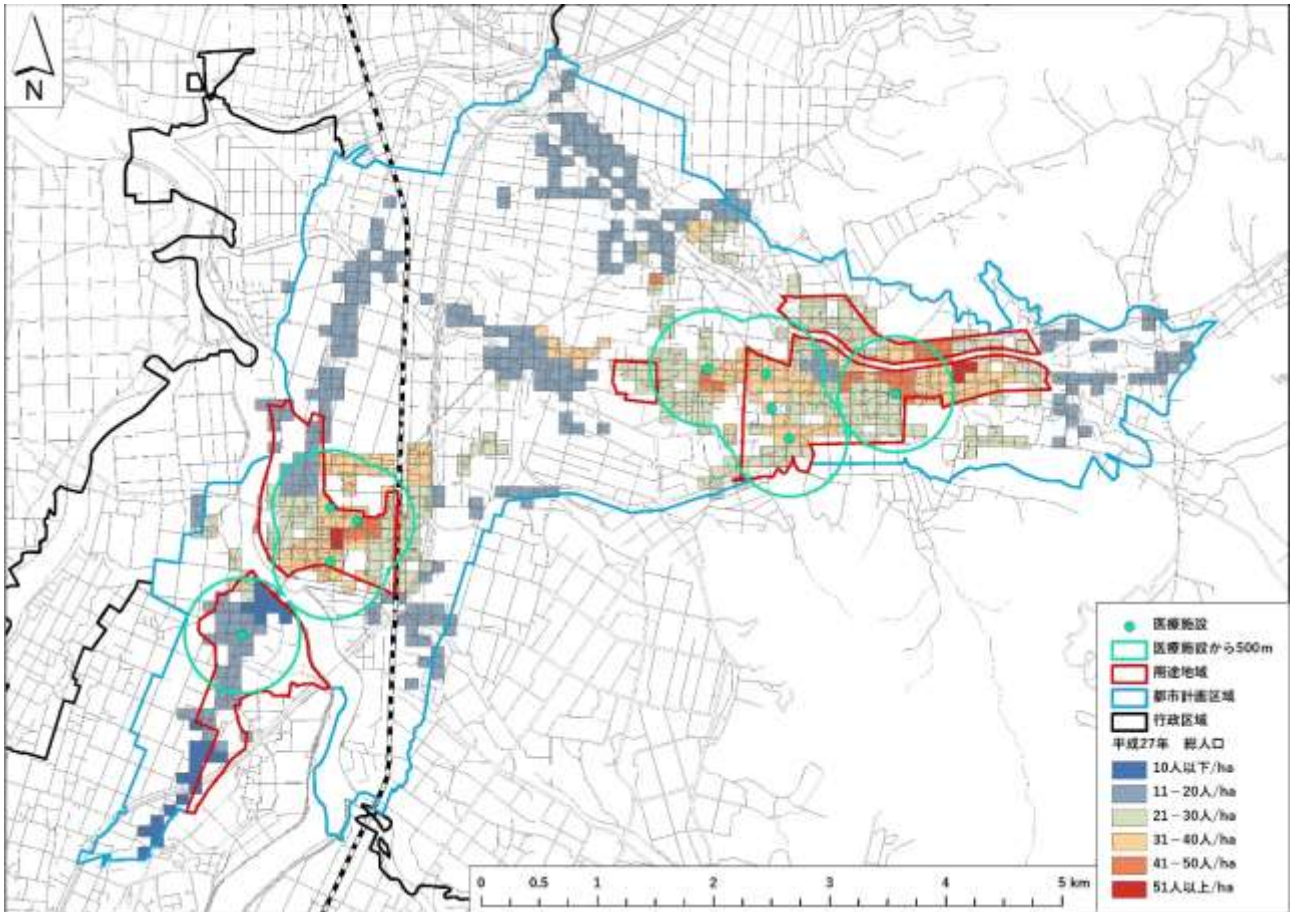 N
医療施設
医療施設から500m
用途地域
都市計画区域
行政区域
平成27年 総人口
10人以下/ha
11－20人/ha
21－30人/ha
31－40人/ha
41－50人/ha
51人以上/ha
0 0.5 1 2 3 4 5 km